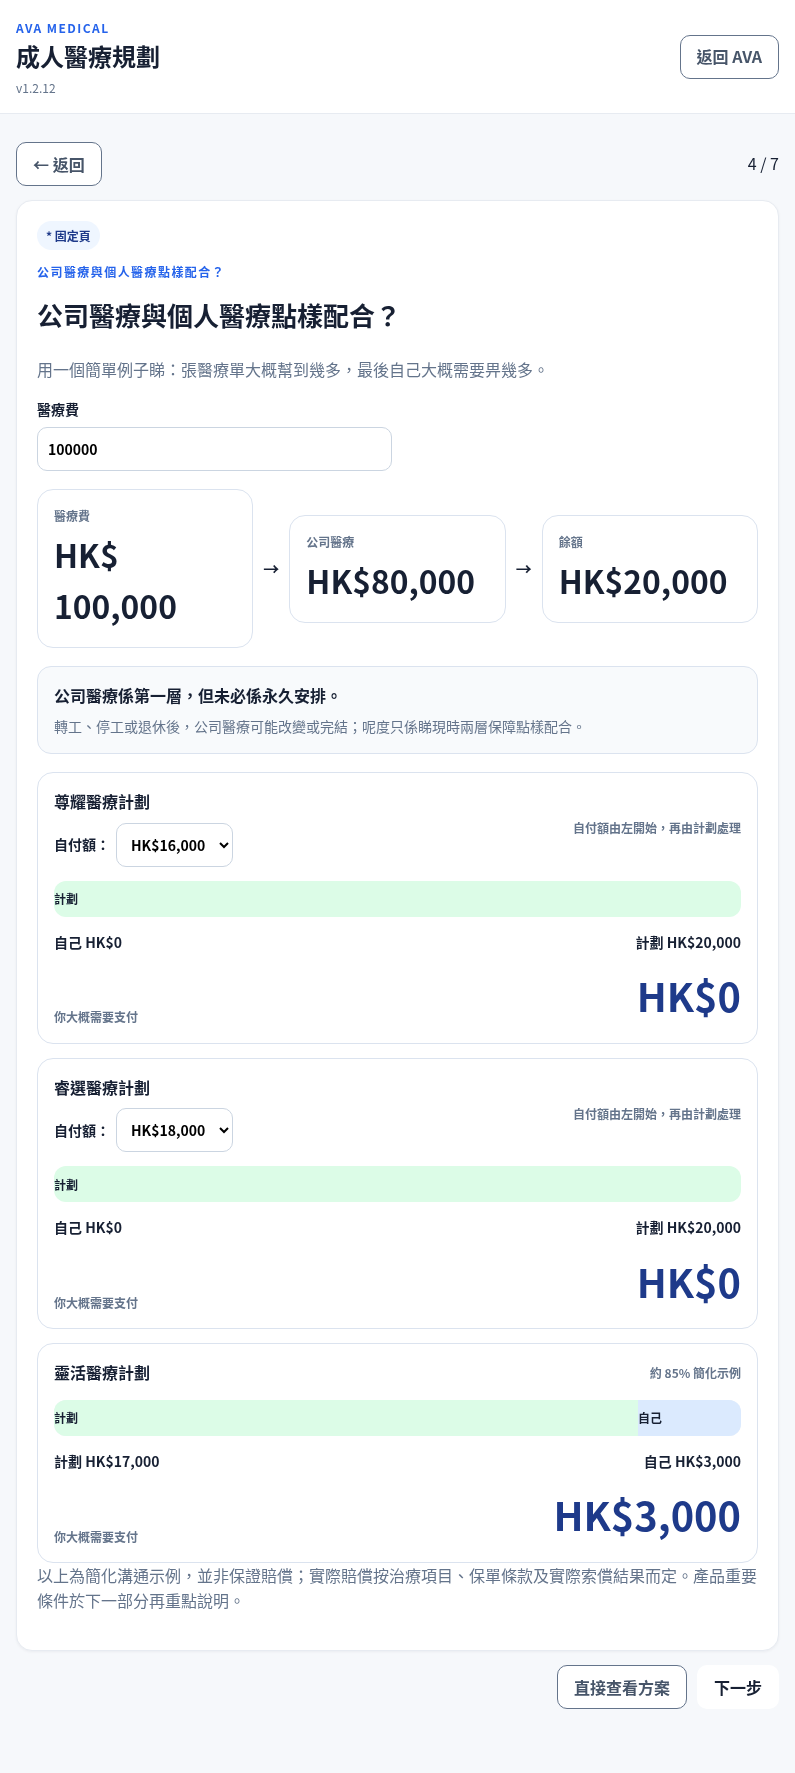 AVA MEDICAL
成人醫療規劃
v1.2.12
返回 AVA
← 返回
4 / 7
* 固定頁
公司醫療與個人醫療點樣配合？
公司醫療與個人醫療點樣配合？
用一個簡單例子睇：張醫療單大概幫到幾多，最後自己大概需要畀幾多。
醫療費
100000
醫療費
HK$
100,000
→
公司醫療
HK$80,000
→
餘額
HK$20,000
公司醫療係第一層，但未必係永久安排。
轉工、停工或退休後，公司醫療可能改變或完結；呢度只係睇現時兩層保障點樣配合。
尊耀醫療計劃
自付額：
HK$16,000
自付額由左開始，再由計劃處理
計劃
自己 HK$0
計劃 HK$20,000
你大概需要支付
HK$0
睿選醫療計劃
自付額：
HK$18,000
自付額由左開始，再由計劃處理
計劃
自己 HK$0
計劃 HK$20,000
你大概需要支付
HK$0
靈活醫療計劃
約 85% 簡化示例
計劃
自己
計劃 HK$17,000
自己 HK$3,000
你大概需要支付
HK$3,000
以上為簡化溝通示例，並非保證賠償；實際賠償按治療項目、保單條款及實際索償結果而定。產品重要
條件於下一部分再重點說明。
直接查看方案
下一步